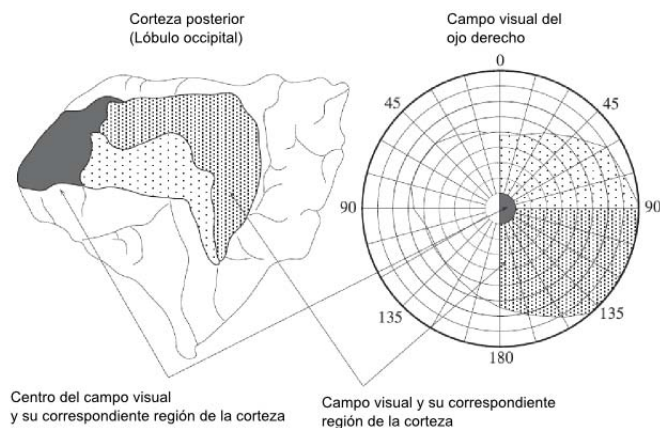 Corteza posterior
(Lóbulo occipital)
Campo visual del
ojo derecho
0
45
45
90
90
135
135
180
Centro del campo visual
y su correspondiente región de la corteza
Campo visual y su correspondiente
región de la corteza